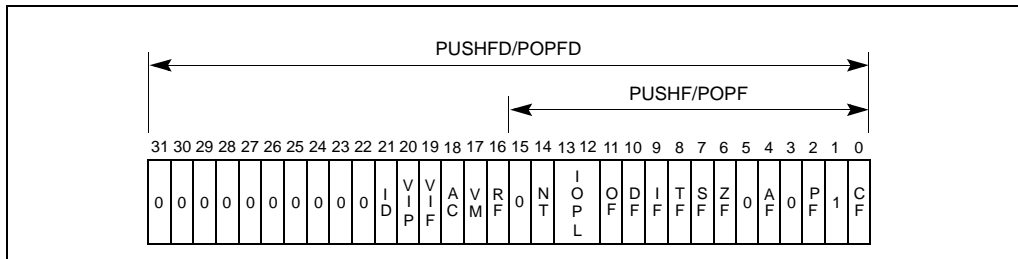 PUSHFD/POPFD
PUSHF/POPF
31 30 29 28 27 26 25 24 23 22 21 20 19 18 17 16 15 14 13 12 11 10 9 8 7 6 5 4 3 2 1 0
0 0 0 0 0 0 0 0 0 0 ID VIP VIF AC VM RF 0 NT IOPL OF DF IF TF SF ZF 0 AF 0 PF 1 CF